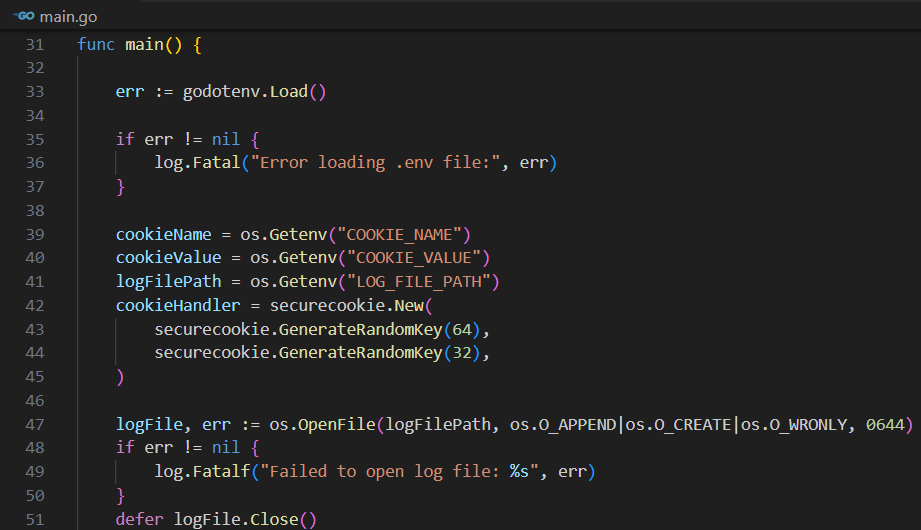 GO main.go
31 func main() {
32
33 err := godotenv.Load()
34
35 if err != nil {
36 log.Fatal("Error loading .env file:", err)
37 }
38
39 cookieName = os.Getenv("COOKIE_NAME")
40 cookieValue = os.Getenv("COOKIE_VALUE")
41 logFilePath = os.Getenv("LOG_FILE_PATH")
42 cookieHandler = securecookie.New(
43 securecookie.GenerateRandomKey(64),
44 securecookie.GenerateRandomKey(32),
45 )
46
47 logFile, err := os.OpenFile(logFilePath, os.O_APPEND|os.O_CREATE|os.O_WRONLY, 0644)
48 if err != nil {
49 log.Fatalf("Failed to open log file: %s", err)
50 }
51 defer logFile.Close()